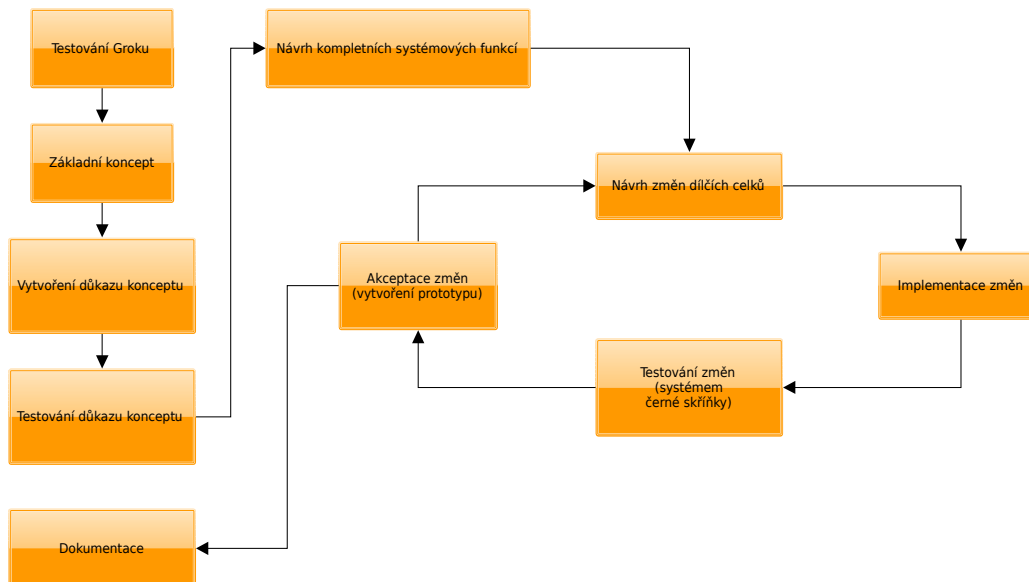 Testování Groku
Základní koncept
Vytvoření důkazu konceptu
Testování důkazu konceptu
Návrh kompletních systémových funkcí
Návrh změn dílčích celků
Implementace změn
Testování změn
(systémem
černé skříňky)
Akceptace změn
(vytvoření prototypu)
Dokumentace